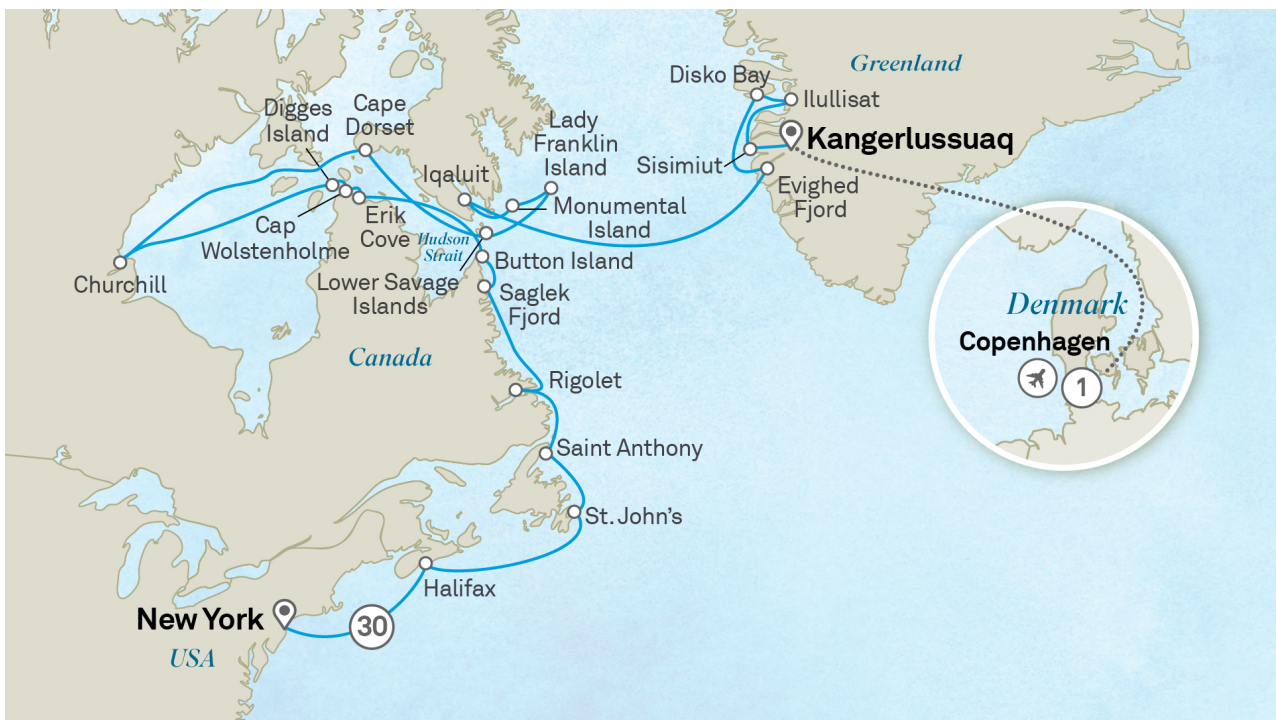 Disko Bay
Greenland
Ilullisat
Kangerlussuaq
Sisimiut
Evighed
Fjord
Digges
Island
Cape
Dorset
Lady
Franklin
Island
Iqaluit
Monumental
Island
Cap
Wolstenholme
Erik
Cove
Hudson
Strait
Button Island
Churchill
Lower Savage
Islands
Saglek
Fjord
Denmark
Copenhagen
1
Canada
Rigolet
Saint Anthony
St. John's
Halifax
New York
30
USA